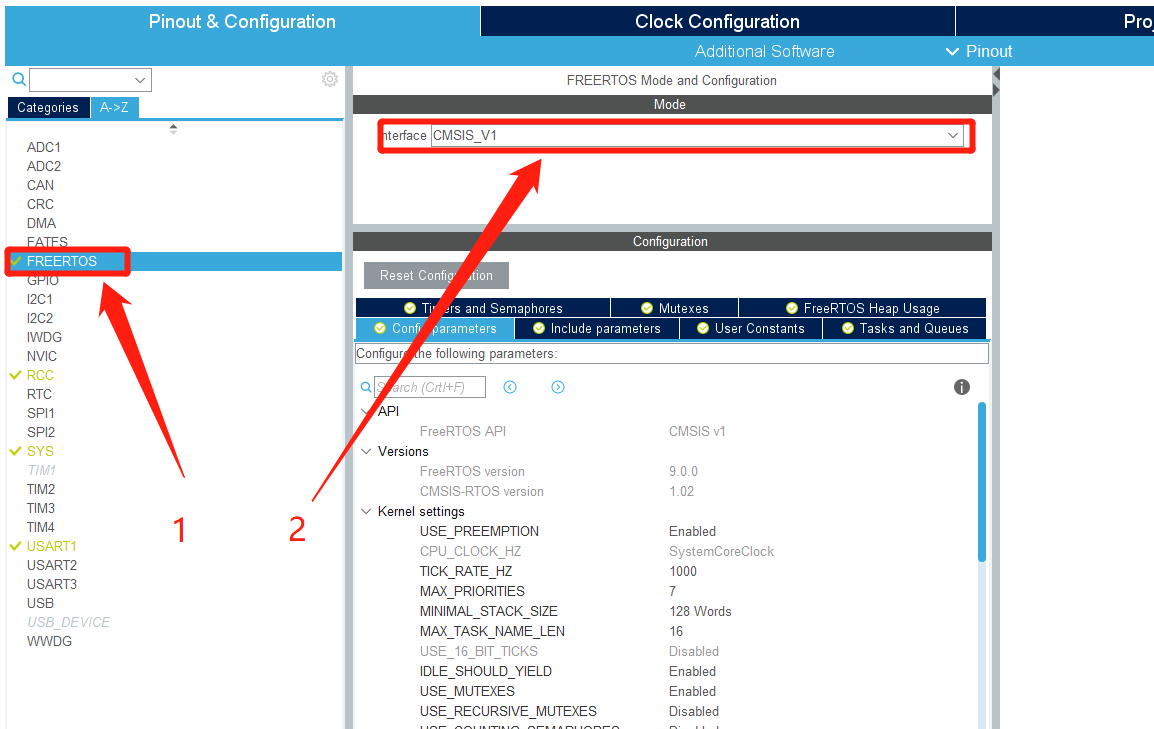 Pinout & Configuration
Clock Configuration
Additional Software
Pinout
Categories
A->Z
ADC1
ADC2
CAN
CRC
DMA
FATFS
FREERTOS
GPIO
I2C1
I2C2
IWDG
NVIC
RCC
RTC
SPI1
SPI2
SYS
TIM1
TIM2
TIM3
TIM4
USART1
USART2
USART3
USB
USB_DEVICE
WWDG
1
2
FREERTOS Mode and Configuration
Mode
Interface CMSIS_V1
Configuration
Reset Configuration
Timers and Semaphores Mutexes FreeRTOS Heap Usage
Config parameters Include parameters User Constants Tasks and Queues
Configure the following parameters:
Search (Crtl+F)
API
FreeRTOS API CMSIS v1
Versions
FreeRTOS version 9.0.0
CMSIS-RTOS version 1.02
Kernel settings
USE_PREEMPTION Enabled
CPU_CLOCK_HZ SystemCoreClock
TICK_RATE_HZ 1000
MAX_PRIORITIES 7
MINIMAL_STACK_SIZE 128 Words
MAX_TASK_NAME_LEN 16
USE_16_BIT_TICKS Disabled
IDLE_SHOULD_YIELD Enabled
USE_MUTEXES Enabled
USE_RECURSIVE_MUTEXES Disabled